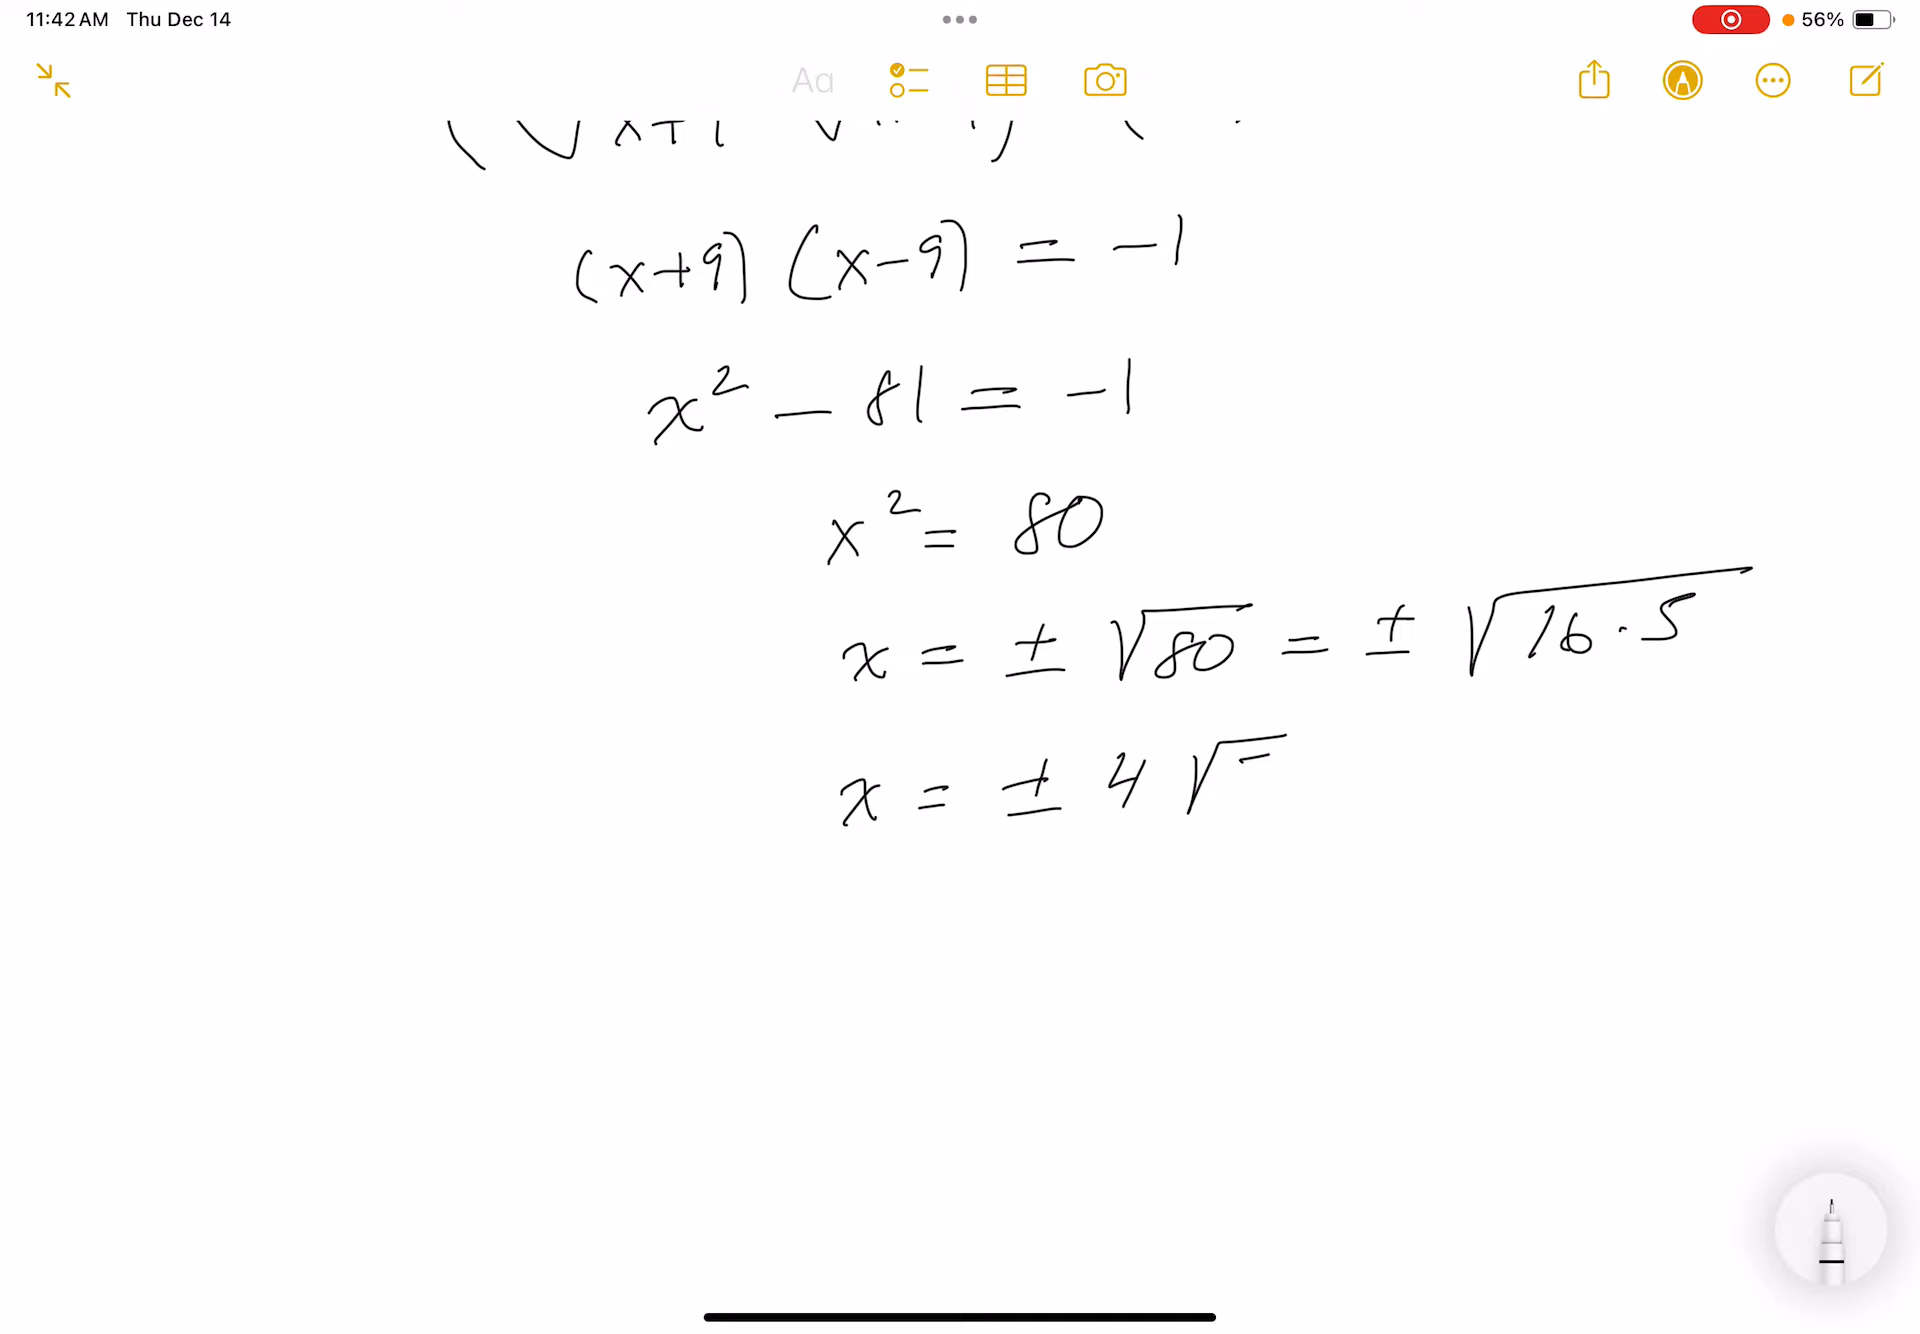 11:42 AM Thu Dec 14
56%
Aa
(x+9) (x-9) = -1
x² - 81 = -1
x² = 80
x = ± √80 = ± √16·5
x = ± 4 √